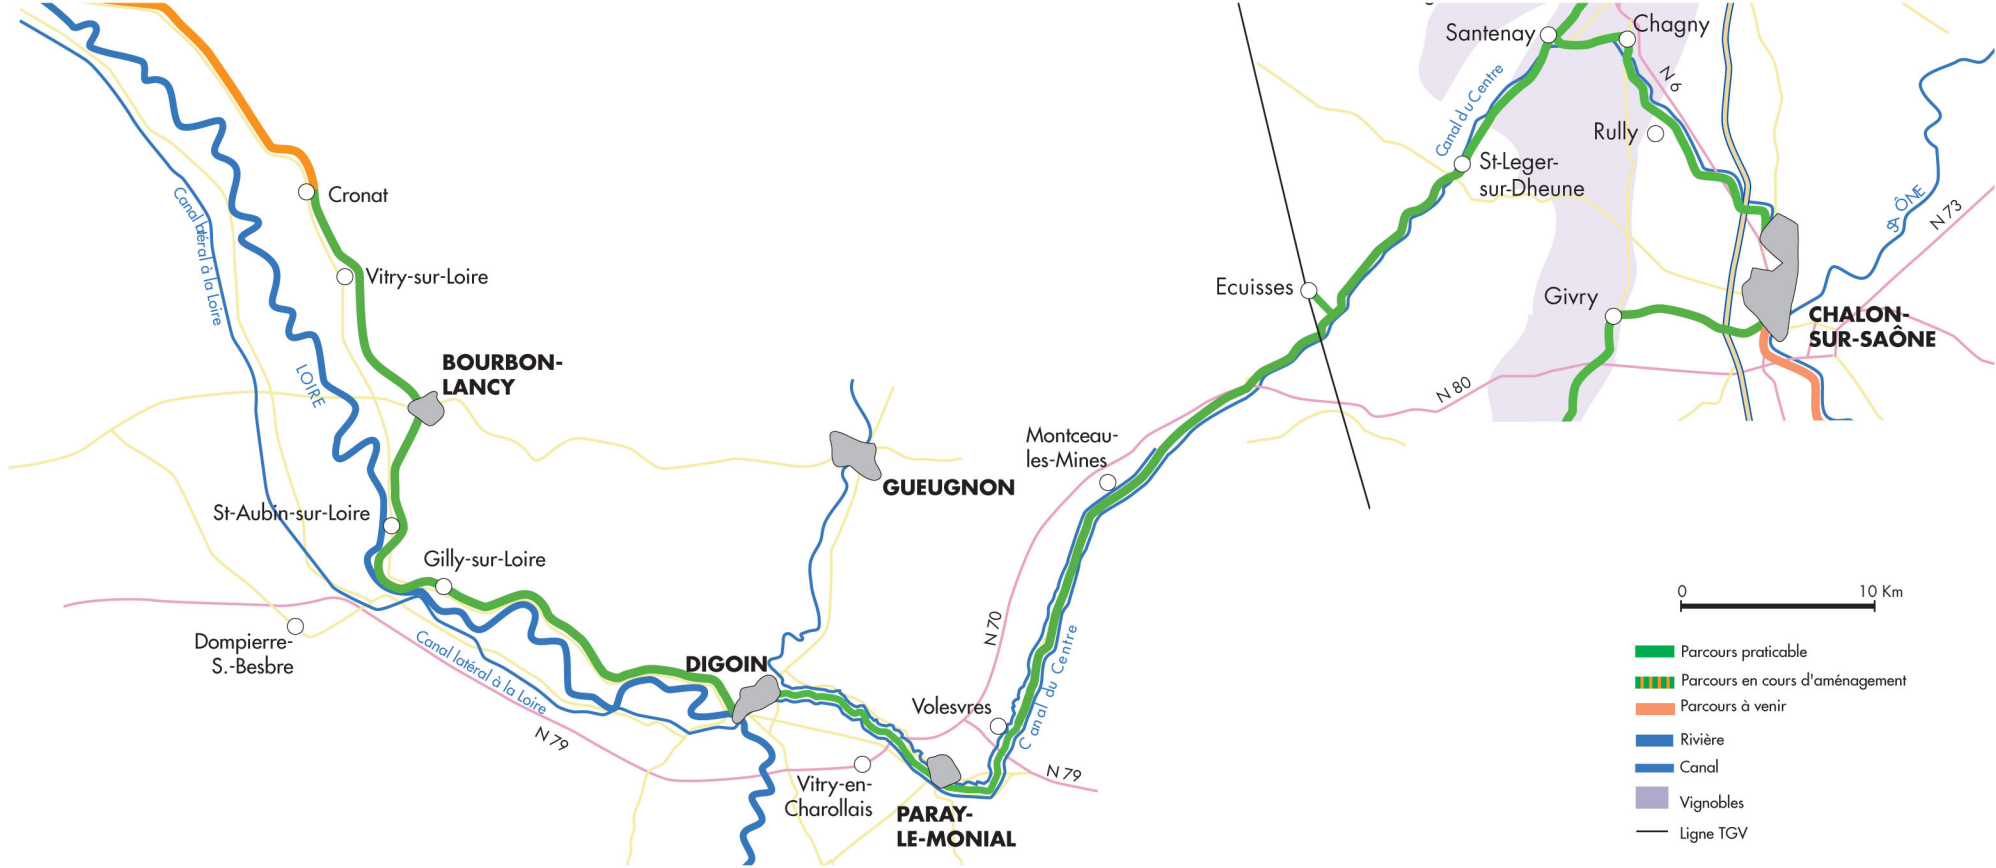 Santenay
Chagny
N 6
Canal du Centre
Rully
St-Leger-
sur-Dheune
SAÔNE
N 73
Cronat
Canal latéral à la Loire
Vitry-sur-Loire
Ecuisses
Givry
CHALON-
SUR-SAÔNE
BOURBON-
LANCY
LOIRE
N 80
Montceau-
les-Mines
GUEUGNON
St-Aubin-sur-Loire
Gilly-sur-Loire
0 10 Km
Dompierre-
S.-Besbre
Canal latéral à la Loire
N 70
Canal du Centre
DIGOIN
Volesvres
N 79
Vitry-en-
Charollais
N 79
PARAY-
LE-MONIAL
Parcours praticable
Parcours en cours d'aménagement
Parcours à venir
Rivière
Canal
Vignobles
Ligne TGV